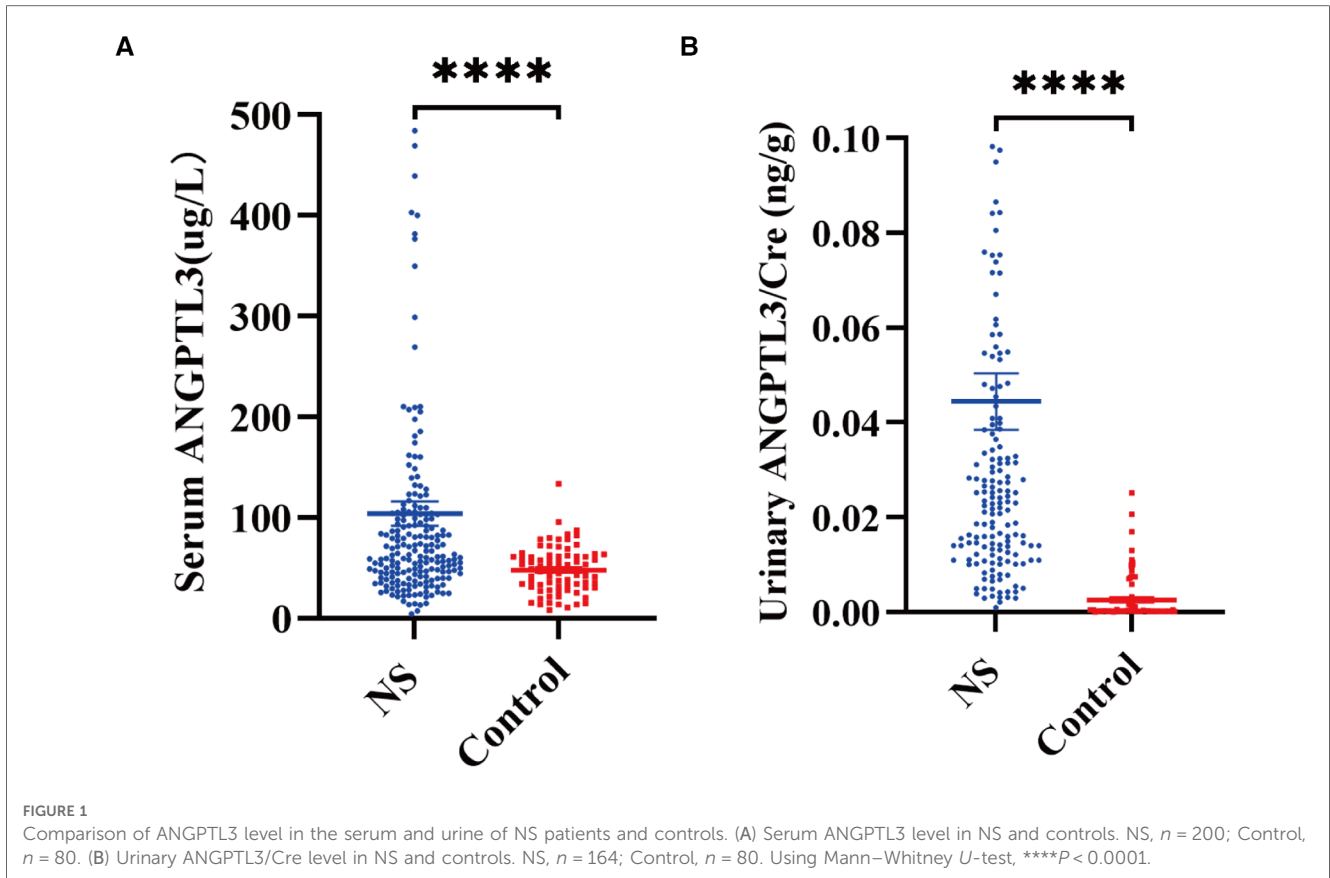 A
B
****
****
500
400
300
200
100
0
Serum ANGPTL3(ug/L)
NS
Control
0.10
0.08
0.06
0.04
0.02
0.00
Urinary ANGPTL3/Cre (ng/g)
NS
Control
FIGURE 1
Comparison of ANGPTL3 level in the serum and urine of NS patients and controls. (A) Serum ANGPTL3 level in NS and controls. NS, n = 200; Control,
n = 80. (B) Urinary ANGPTL3/Cre level in NS and controls. NS, n = 164; Control, n = 80. Using Mann–Whitney U-test, ****P < 0.0001.